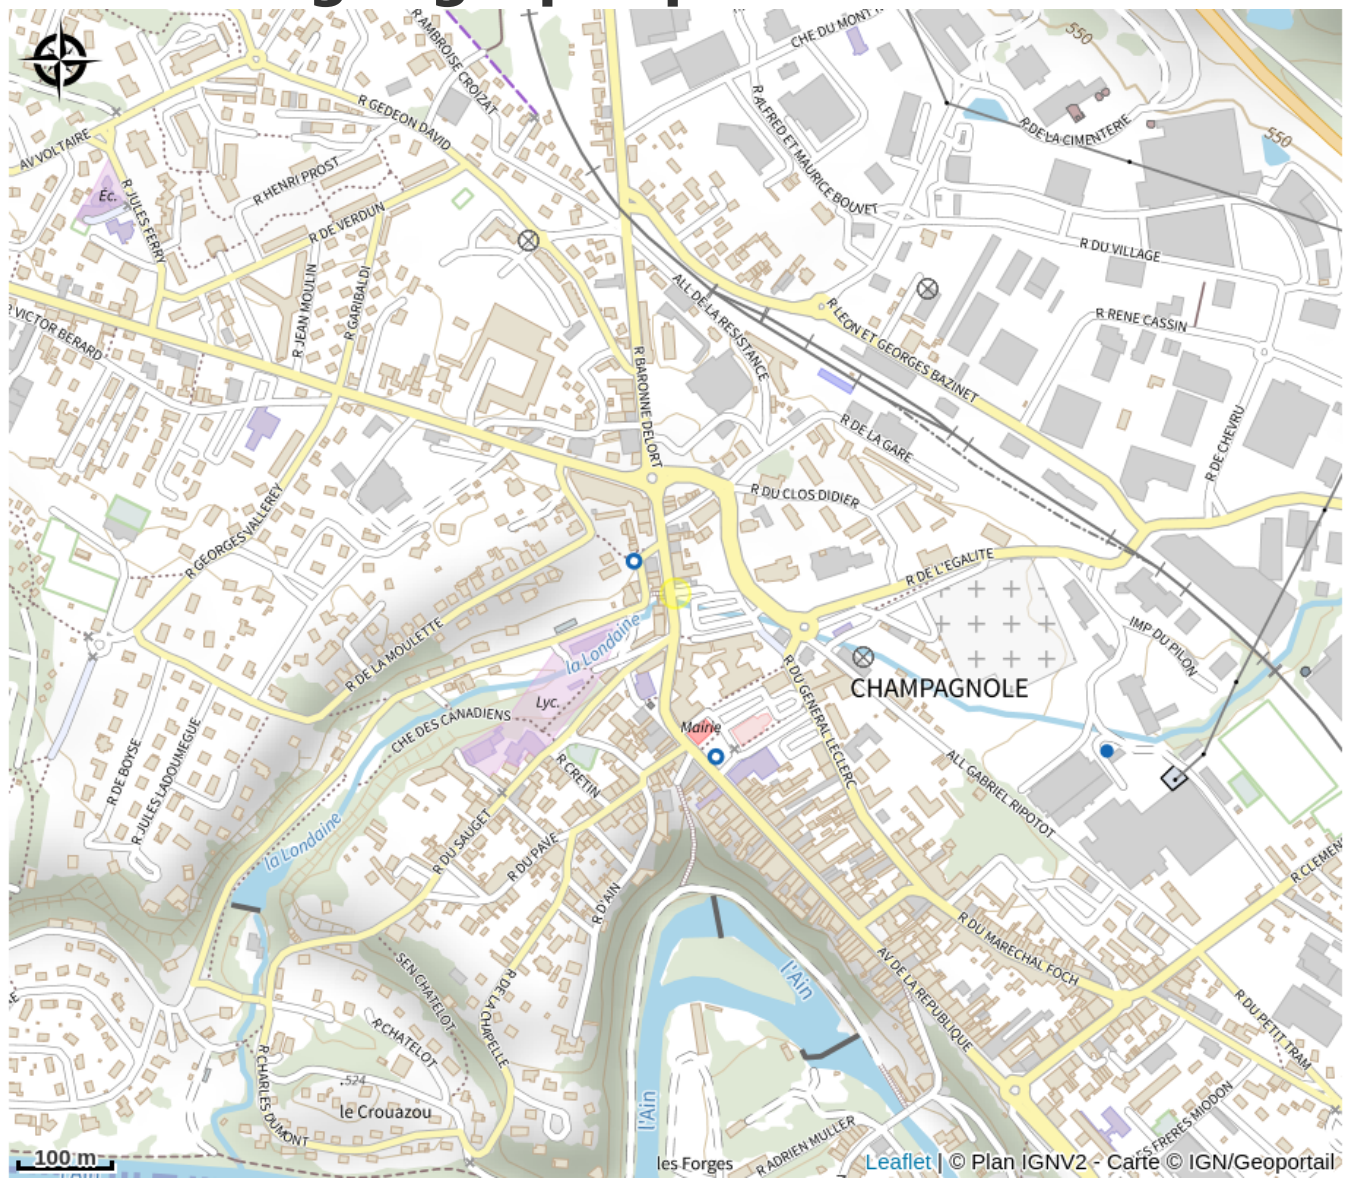 R AMBROISE CROIZAT
CHE DU MONT R
550
R GEDEON DAVID
R ALFRED ET MAURICE BOUVET
R DE LA CIMENTERIE
550
AV VOLTAIRE
R HENRI PROST
Éc.
R JULES FERRY
R DE VERDUN
R DU VILLAGE
R JEAN MOULIN
R GARIBALDI
ALL DE LA RESISTANCE
R VICTOR BERARD
R LEON ET GEORGES BAZINET
R RENE CASSIN
R BARONNE DELORT
R DE LA GARE
R DE CHEVRU
R DU CLOS DIDIER
R GEORGES VALLEREY
R DE L'EGALITE
la Londaine
R DE LA MOULETTE
IMP DU PILON
Lyc.
CHAMPAGNOLE
R DU GENERAL LECLERC
CHE DES CANADIENS
Mairie
R DE BOYSE
R JULES LADOUMEGUE
R CRETIN
ALL GABRIEL RIPOTOT
la Londaine
R DU SAUGET
R DU PAVE
R CLEMEN
R D'AIN
R DU MARECHAL FOCH
SEN CHATELOT
R DE LA CHAPELLE
l'Ain
AV DE LA REPUBLIQUE
R DU PETIT TRAM
R CHATELOT
R CHARLES DUMONT
524
le Crouazou
l'Ain
R ADRIEN MULLER
ES FRERES MIODON
100 m
les Forges
Leaflet | © Plan IGNV2 - Carte © IGN/Geoportail
l'Ain